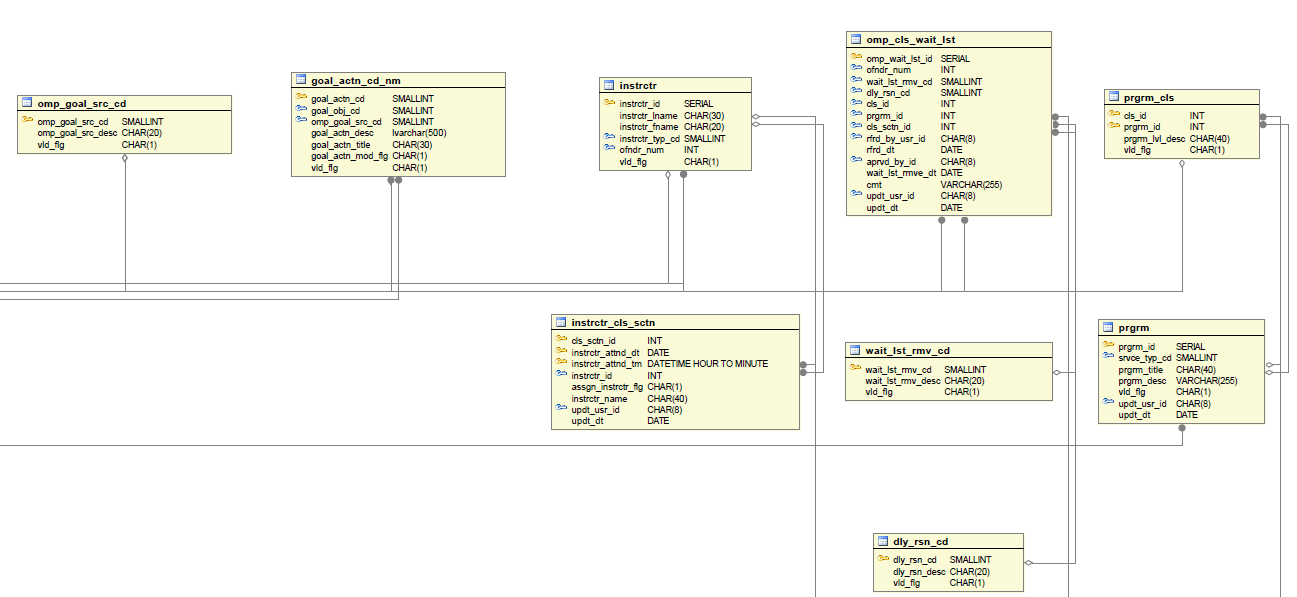 omp_goal_src_cd
omp_goal_src_cd SMALLINT
omp_goal_src_desc CHAR(20)
vld_flg CHAR(1)
goal_actn_cd_nm
goal_actn_cd SMALLINT
goal_obj_cd SMALLINT
omp_goal_src_cd SMALLINT
goal_actn_desc lvarchar(500)
goal_actn_title CHAR(30)
goal_actn_mod_flg CHAR(1)
vld_flg CHAR(1)
instrctr
instrctr_id SERIAL
instrctr_lname CHAR(30)
instrctr_fname CHAR(20)
instrctr_typ_cd SMALLINT
ofndr_num INT
vld_flg CHAR(1)
omp_cls_wait_lst
omp_wait_lst_id SERIAL
ofndr_num INT
wait_lst_rmv_cd SMALLINT
dly_rsn_cd SMALLINT
cls_id INT
prgrm_id INT
cls_sctn_id INT
rfrd_by_usr_id CHAR(8)
rfrd_dt DATE
aprvd_by_id CHAR(8)
wait_lst_rmve_dt DATE
cmt VARCHAR(255)
updt_usr_id CHAR(8)
updt_dt DATE
prgrm_cls
cls_id INT
prgrm_id INT
prgrm_lvl_desc CHAR(40)
vld_flg CHAR(1)
instrctr_cls_sctn
cls_sctn_id INT
instrctr_attnd_dt DATE
instrctr_attnd_tm DATETIME HOUR TO MINUTE
instrctr_id INT
assgn_instrctr_flg CHAR(1)
instrctr_name CHAR(40)
updt_usr_id CHAR(8)
updt_dt DATE
wait_lst_rmv_cd
wait_lst_rmv_cd SMALLINT
wait_lst_rmv_desc CHAR(20)
vld_flg CHAR(1)
prgrm
prgrm_id SERIAL
srvce_typ_cd SMALLINT
prgrm_title CHAR(40)
prgrm_desc VARCHAR(255)
vld_flg CHAR(1)
updt_usr_id CHAR(8)
updt_dt DATE
dly_rsn_cd
dly_rsn_cd SMALLINT
dly_rsn_desc CHAR(20)
vld_flg CHAR(1)